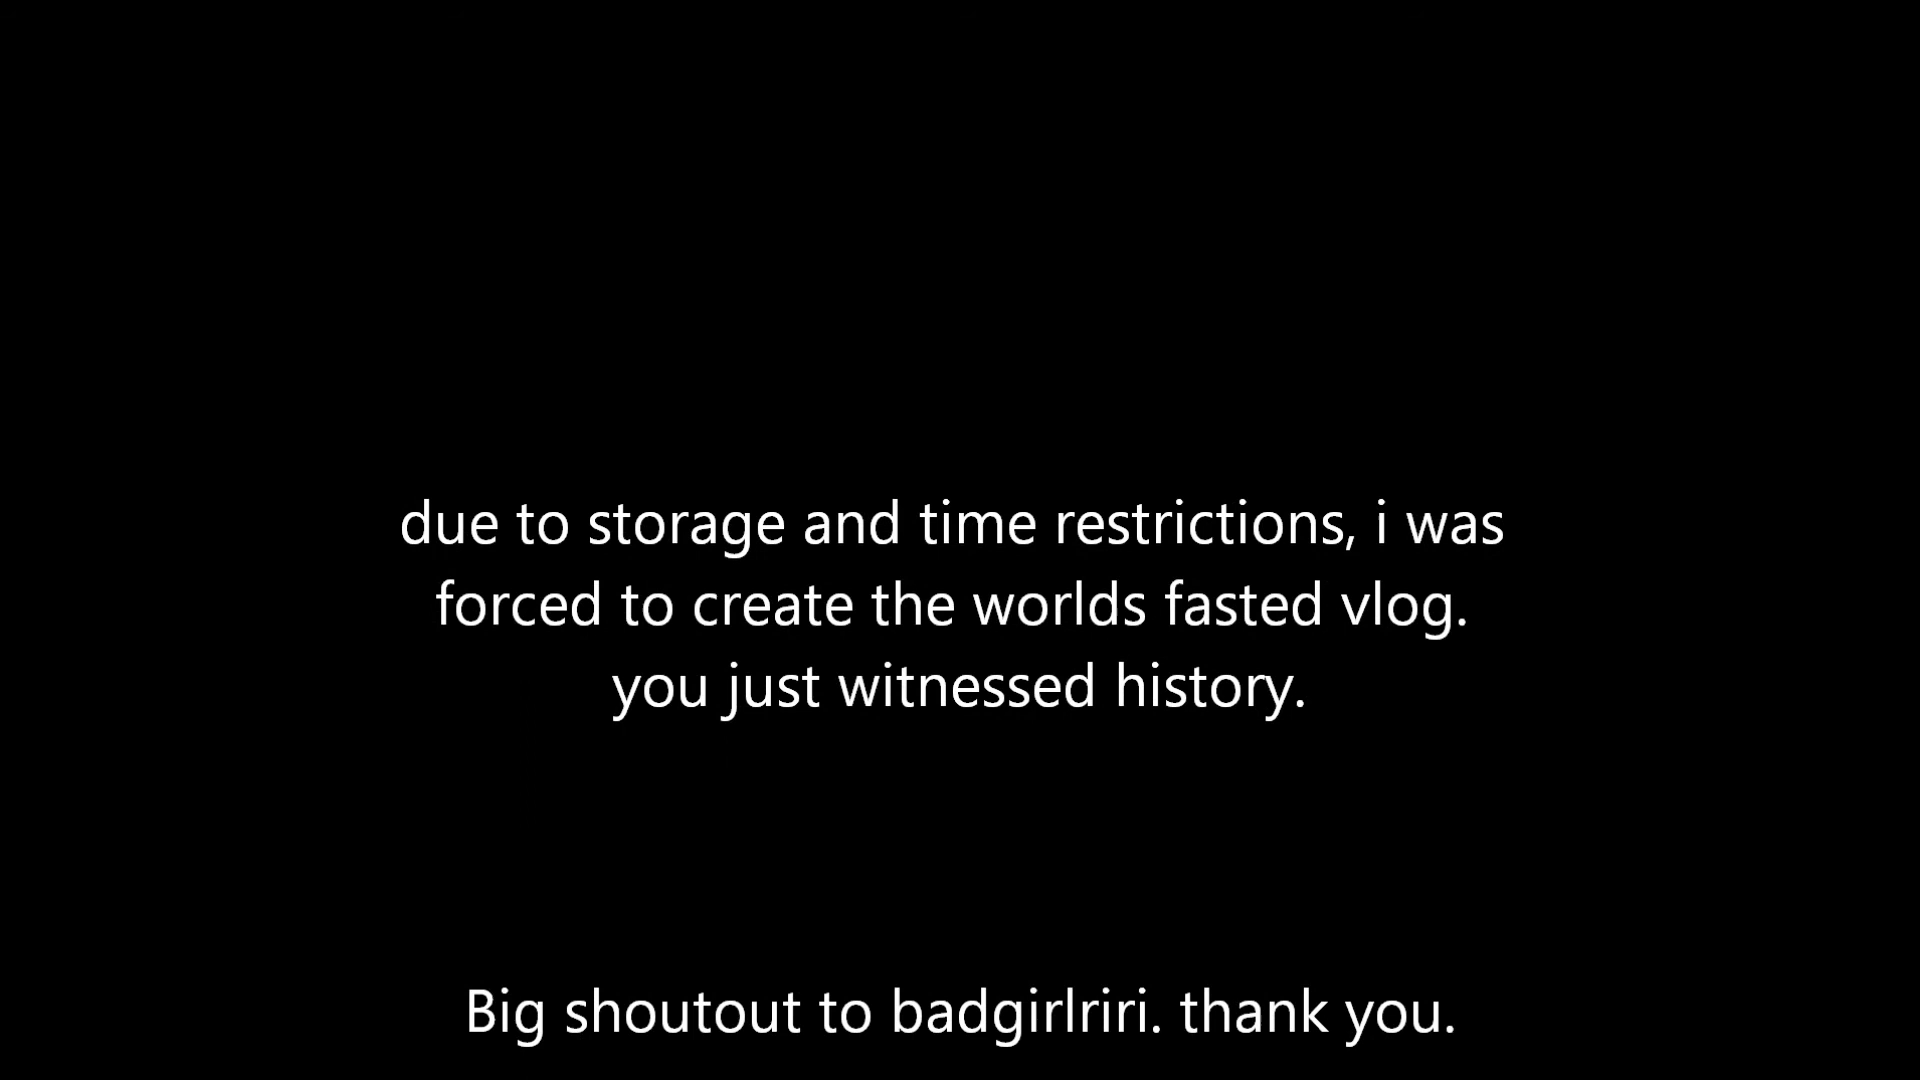 due to storage and time restrictions, i was
forced to create the worlds fasted vlog.
you just witnessed history.
Big shoutout to badgirlriri. thank you.